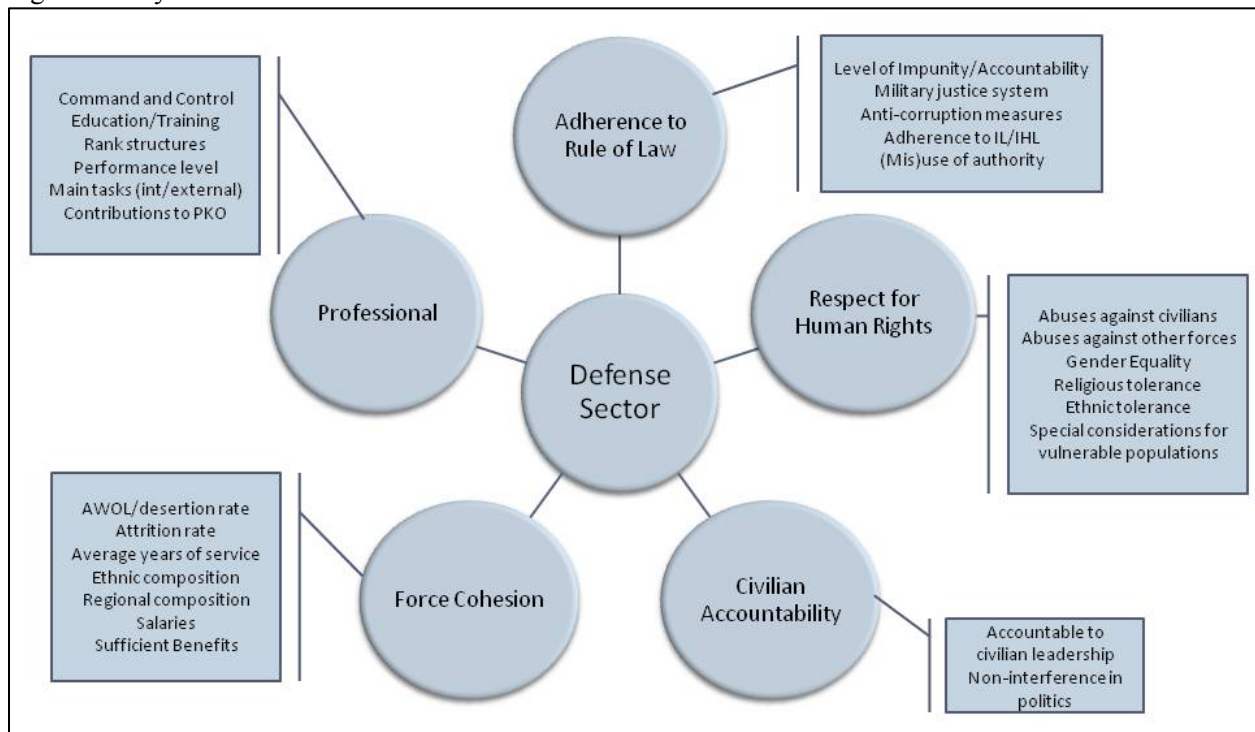 Command and Control
Education/Training
Rank structures
Performance level
Main tasks (int/external)
Contributions to PKO
Adherence to
Rule of Law
Level of Impunity/Accountability
Military justice system
Anti-corruption measures
Adherence to IL/IHL
(Mis)use of authority
Professional
Respect for
Human Rights
Abuses against civilians
Abuses against other forces
Gender Equality
Religious tolerance
Ethnic tolerance
Special considerations for
vulnerable populations
Defense
Sector
AWOL/desertion rate
Attrition rate
Average years of service
Ethnic composition
Regional composition
Salaries
Sufficient Benefits
Force Cohesion
Civilian
Accountability
Accountable to
civilian leadership
Non-interference in
politics